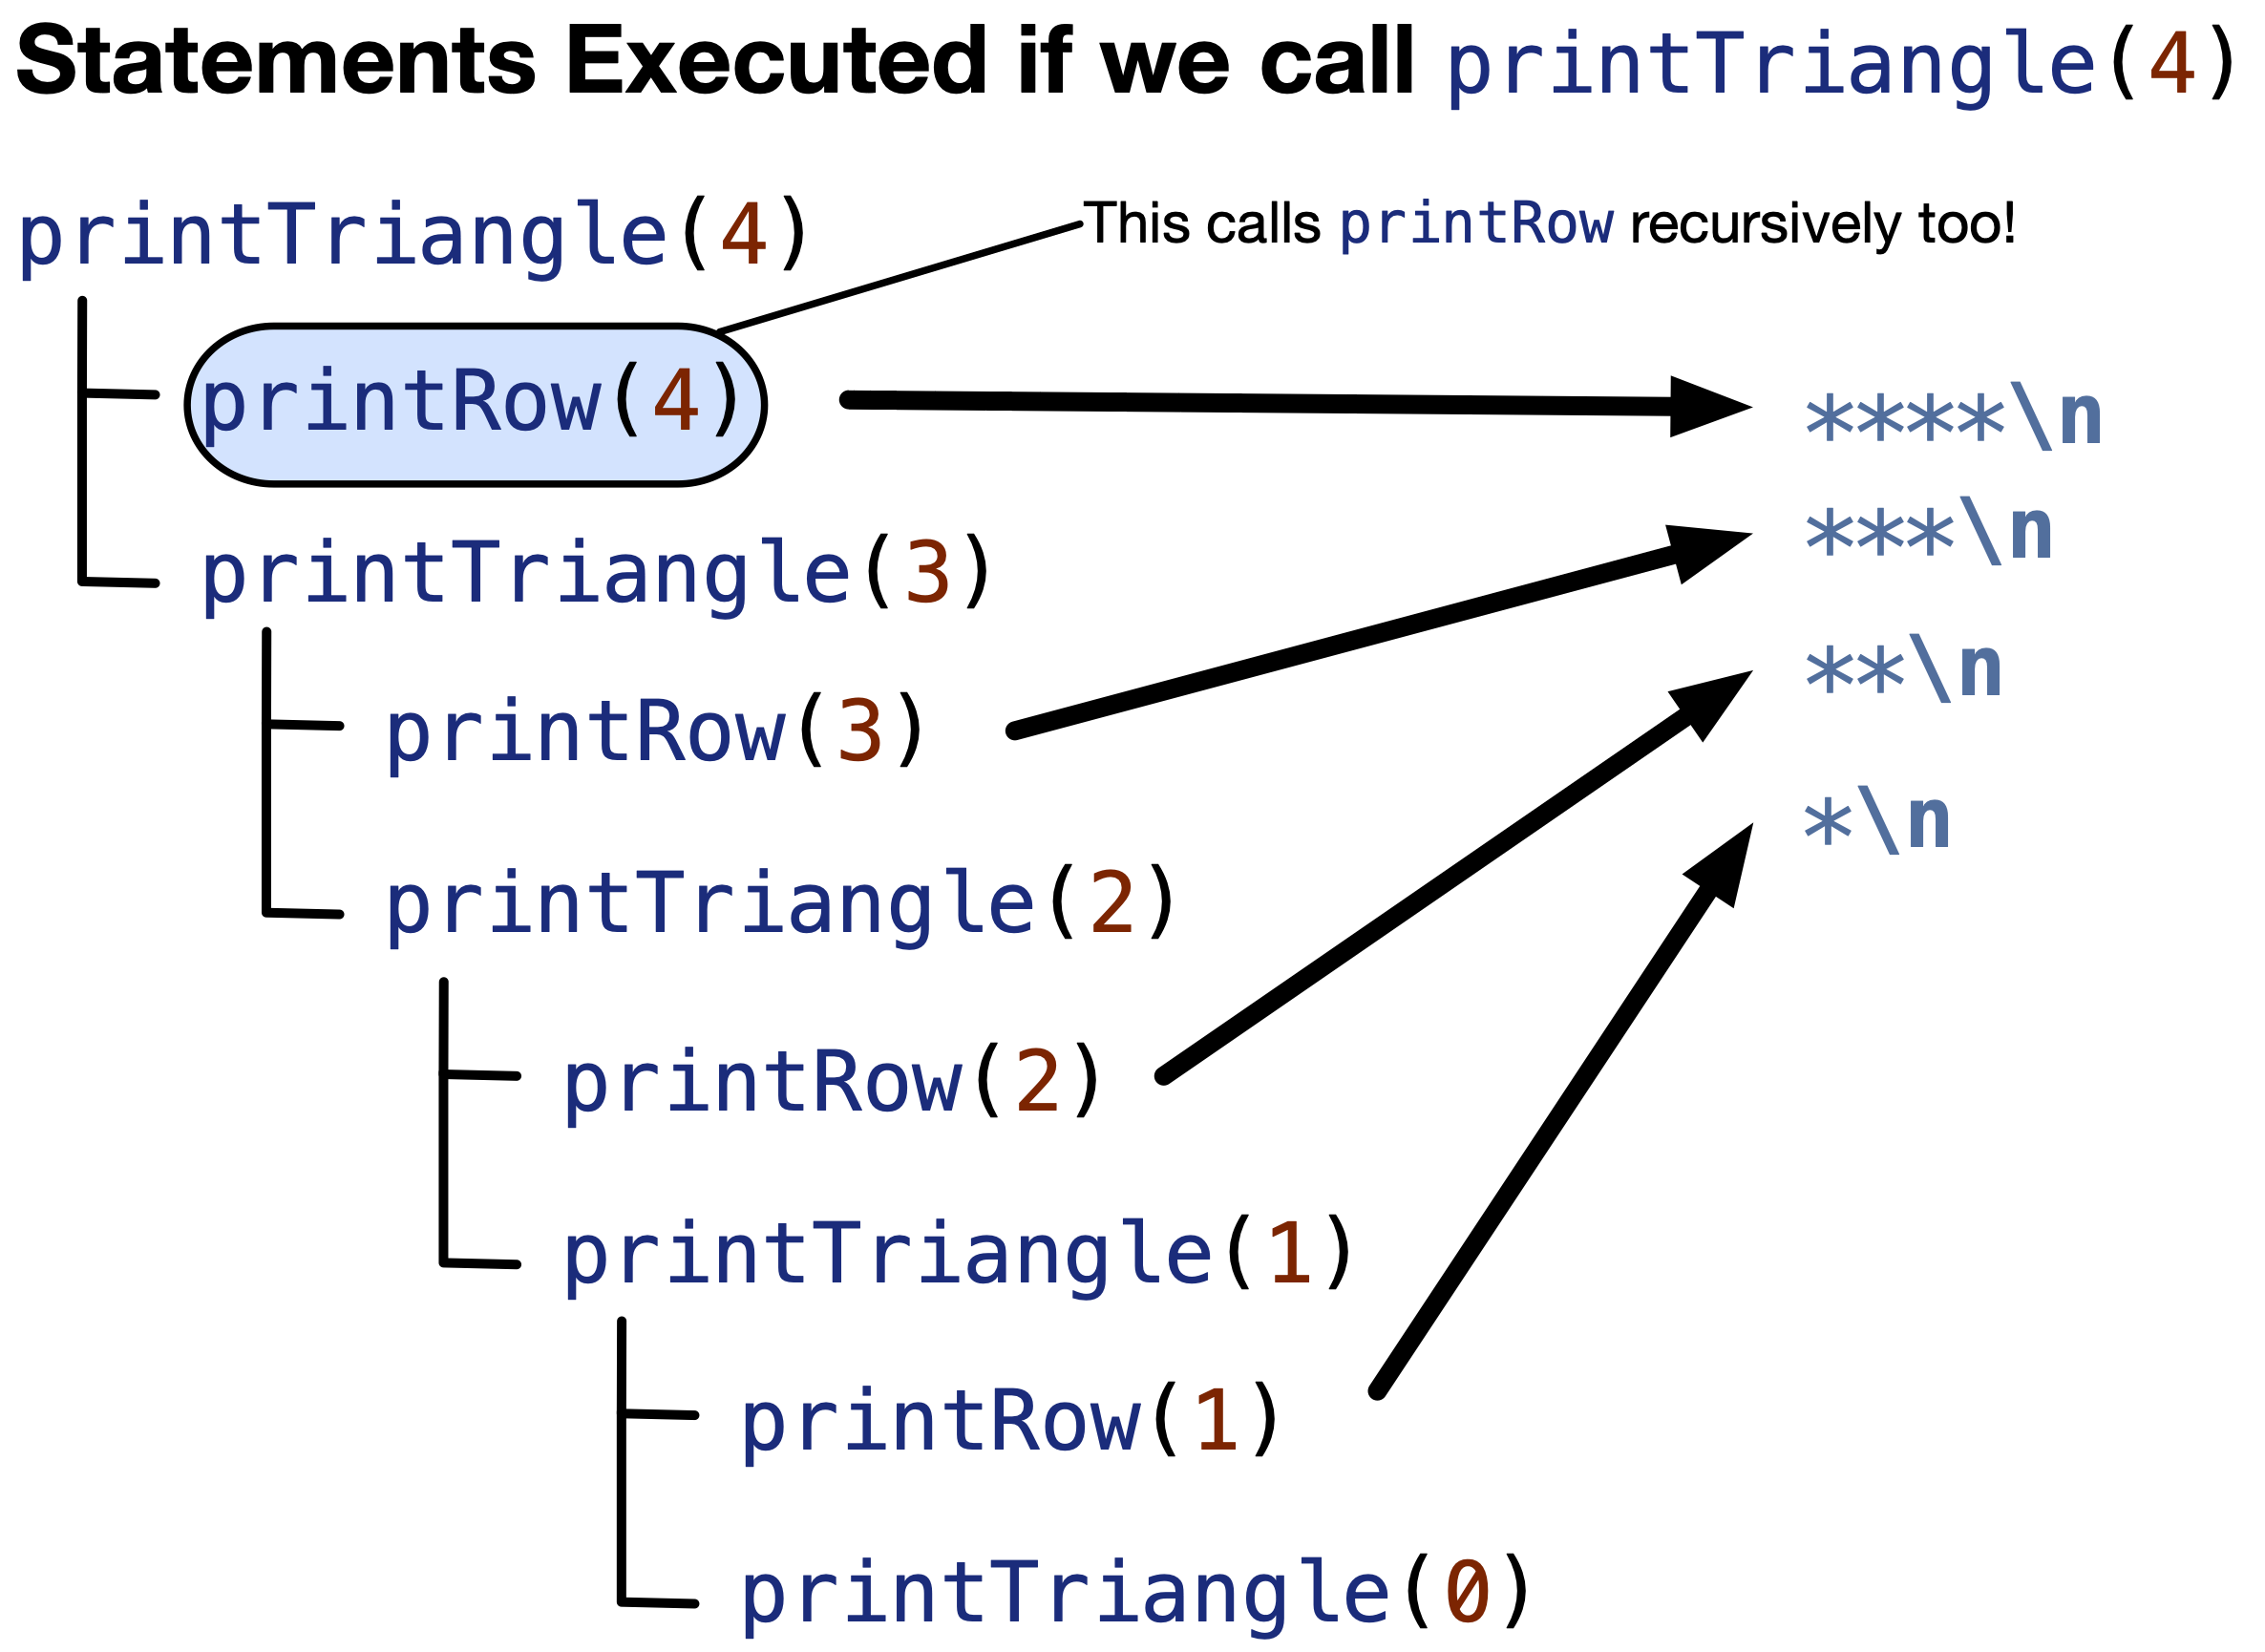 Statements Executed if we call printTriangle(4)
printTriangle(4)
This calls printRow recursively too!
printRow(4)
****\n
printTriangle(3)
***\n
printRow(3)
**\n
printTriangle(2)
*\n
printRow(2)
printTriangle(1)
printRow(1)
printTriangle(0)